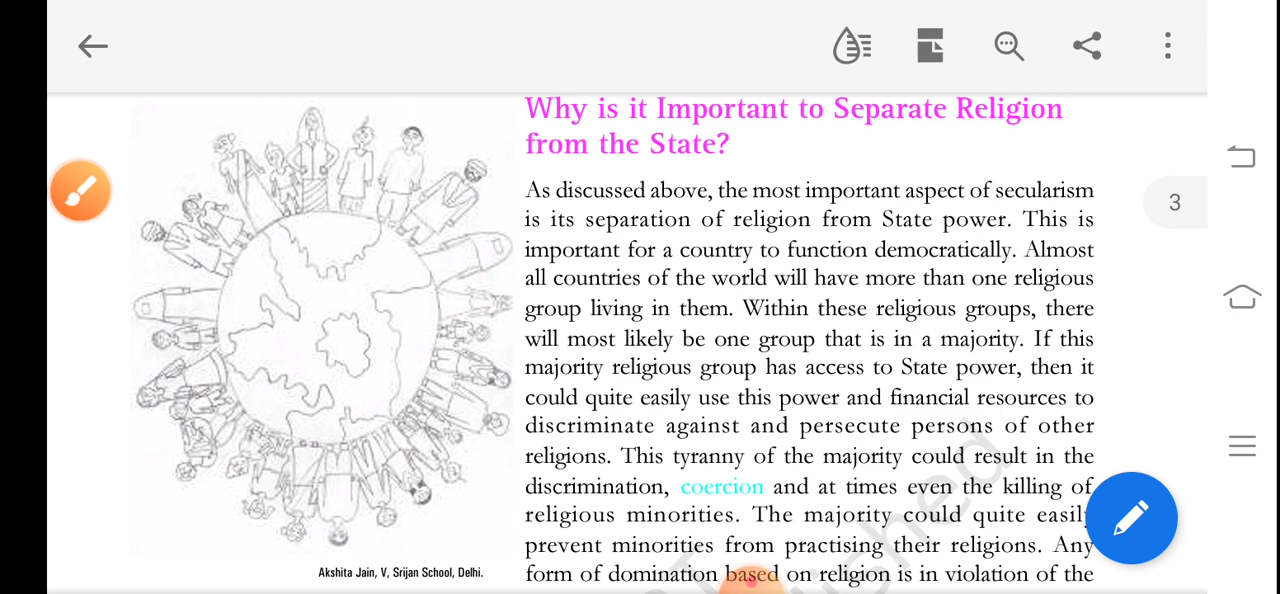 3
Why is it Important to Separate Religion
from the State?
As discussed above, the most important aspect of secularism
is its separation of religion from State power. This is
important for a country to function democratically. Almost
all countries of the world will have more than one religious
group living in them. Within these religious groups, there
will most likely be one group that is in a majority. If this
majority religious group has access to State power, then it
could quite easily use this power and financial resources to
discriminate against and persecute persons of other
religions. This tyranny of the majority could result in the
discrimination, coercion and at times even the killing of
religious minorities. The majority could quite easily
prevent minorities from practising their religions. Any
form of domination based on religion is in violation of the
Akshita Jain, V, Srijan School, Delhi.